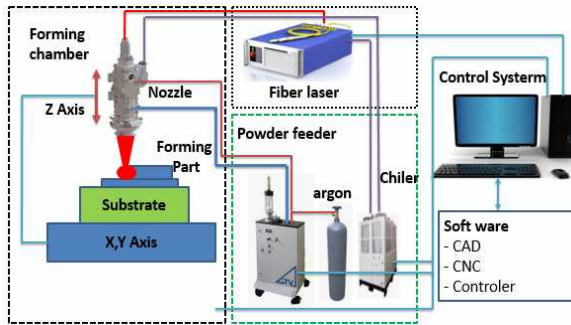 Forming
chamber
Z Axis
Nozzle
Forming
Part
Substrate
X,Y Axis
Fiber laser
Powder feeder
argon
Chiler
GTV
Control Systerm
Soft ware
- CAD
- CNC
- Controler